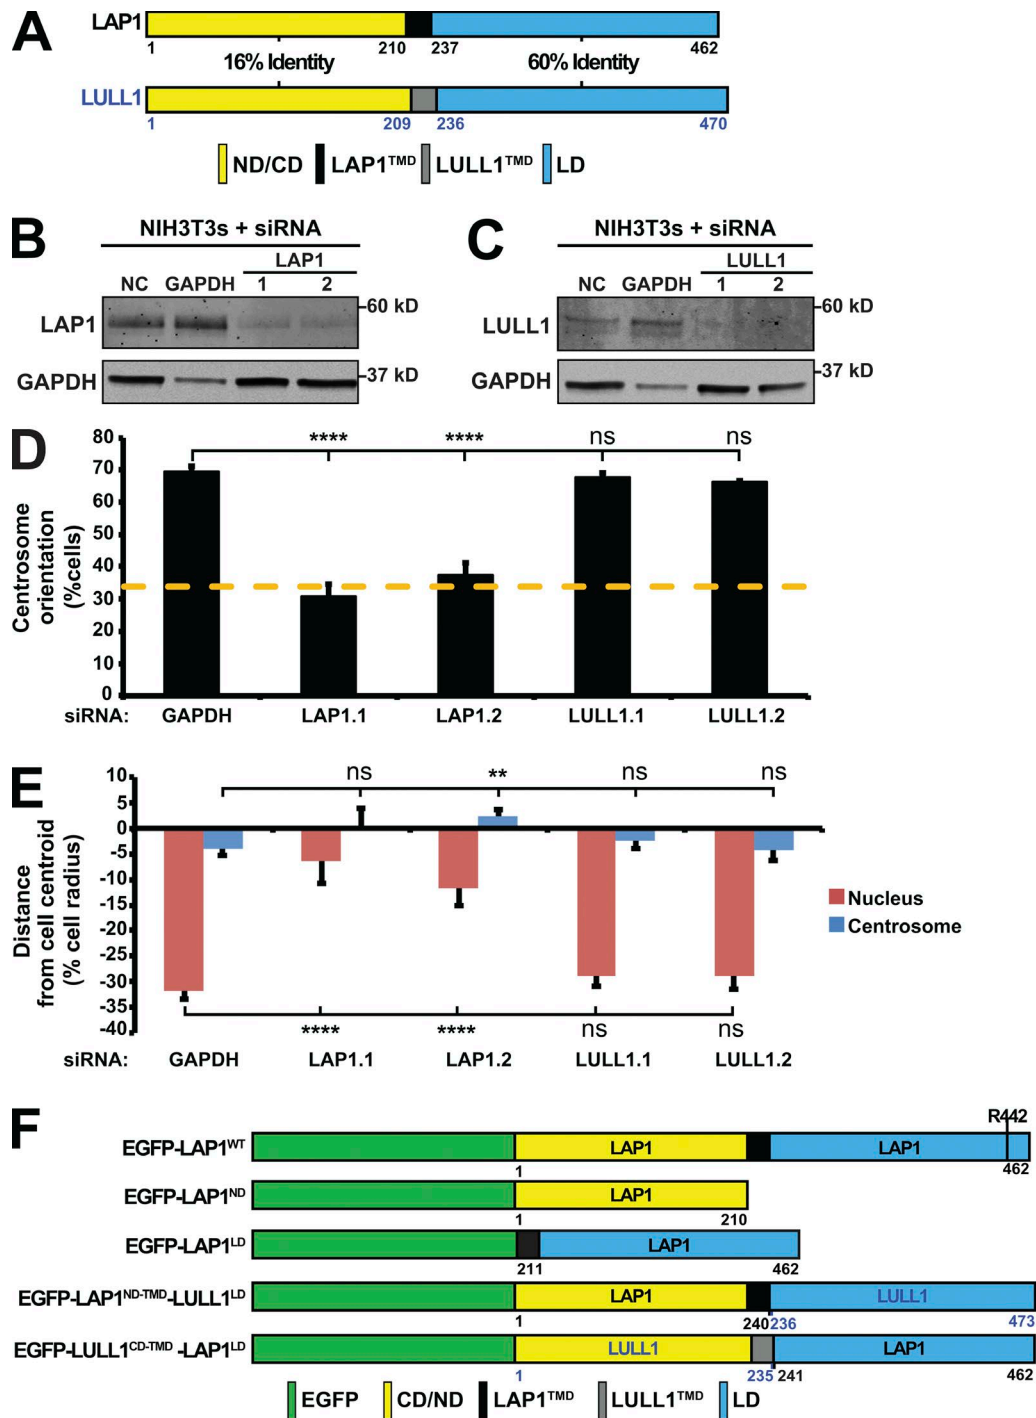 A
LAP1
1 210 237 462
16% Identity 60% Identity
LULL1
1 209 236 470
ND/CD LAP1TMD LULL1TMD LD
B
NIH3T3s + siRNA
LAP1
NC GAPDH 1 2
LAP1
-60 kD
GAPDH
-37 kD
C
NIH3T3s + siRNA
LULL1
NC GAPDH 1 2
LULL1
-60 kD
GAPDH
-37 kD
D
**** **** ns ns
Centrosome
orientation
(%cells)
80
70
60
50
40
30
20
10
0
siRNA: GAPDH LAP1.1 LAP1.2 LULL1.1 LULL1.2
E
ns ** ns ns
Distance
from cell centroid
(% cell radius)
10
5
0
-5
-10
-15
-20
-25
-30
-35
-40
Nucleus
Centrosome
**** **** ns ns
siRNA: GAPDH LAP1.1 LAP1.2 LULL1.1 LULL1.2
F
R442
EGFP-LAP1WT LAP1 LAP1
1 462
EGFP-LAP1ND LAP1
1 210
EGFP-LAP1LD LAP1
211 462
EGFP-LAP1ND-TMD-LULL1LD LAP1 LULL1
1 240 236 473
EGFP-LULL1CD-TMD-LAP1LD LULL1 LAP1
1 235 241 462
EGFP CD/ND LAP1TMD LULL1TMD LD